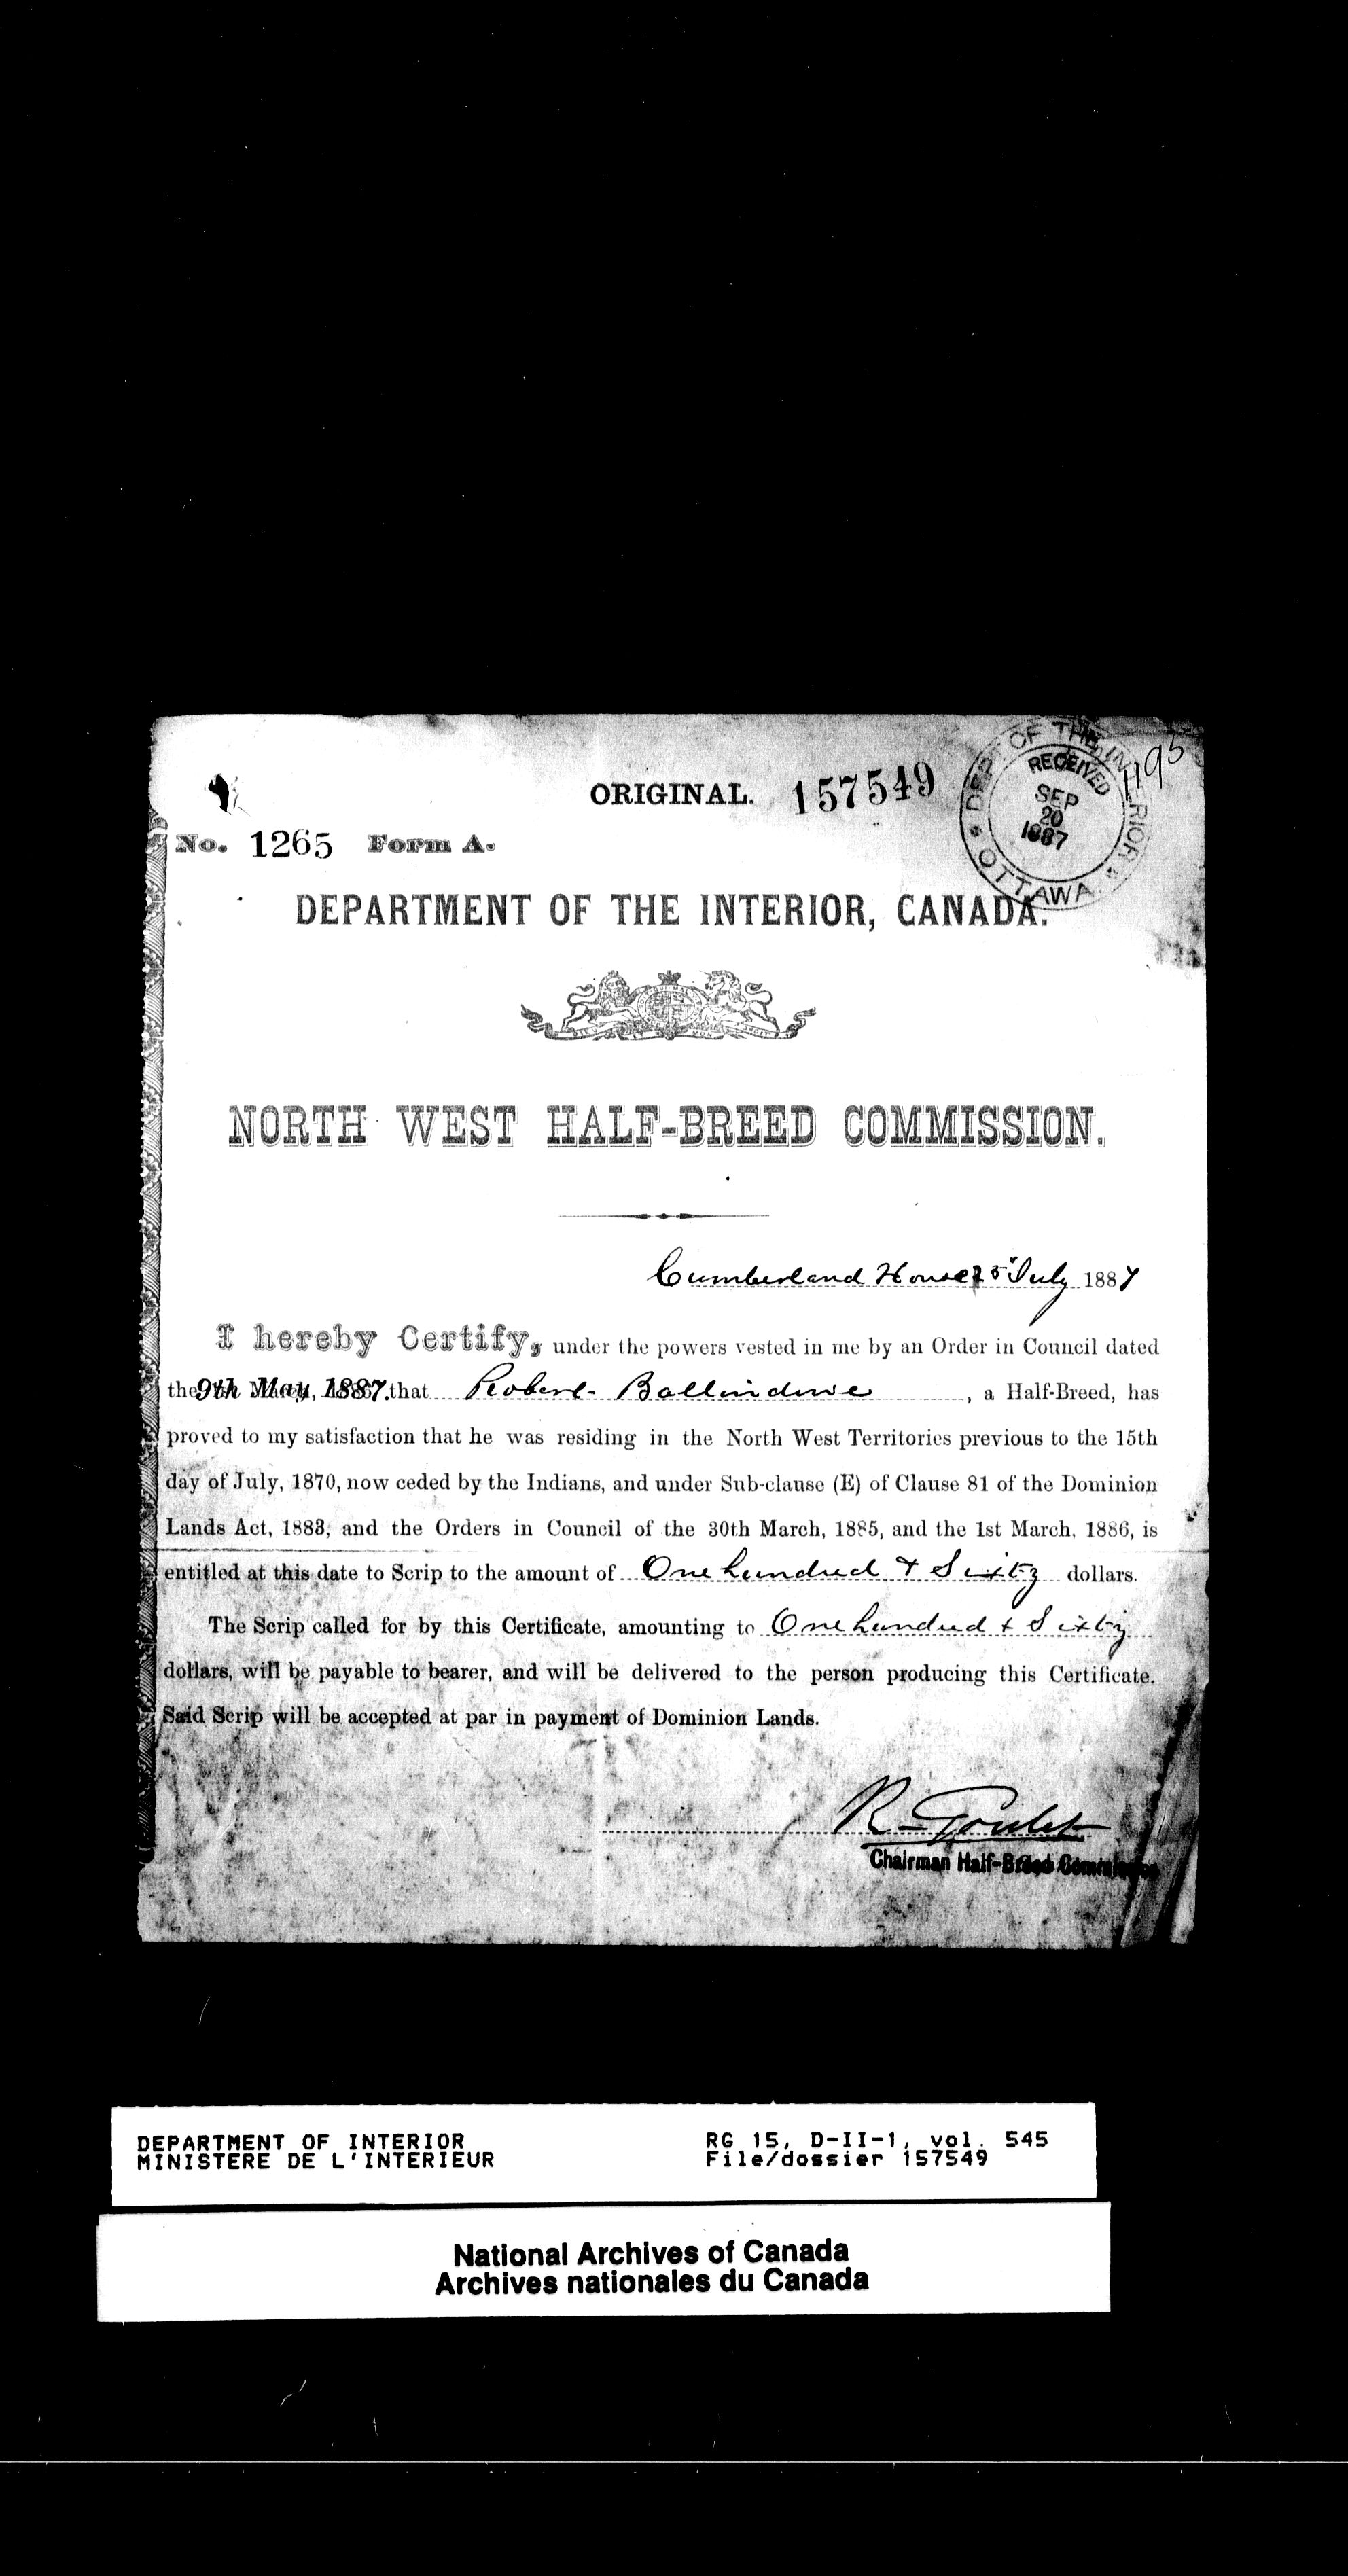 ORIGINAL. 157549
DEPT OF THE INTERIOR
RECEIVED
SEP
20
1887
OTTAWA
1195
No. 1265 Form A.
DEPARTMENT OF THE INTERIOR, CANADA.
NORTH WEST HALF-BREED COMMISSION.
Cumberland House 25 July 1887
I hereby Certify, under the powers vested in me by an Order in Council dated
the 9th May, 1887. that Robert Ballindine, a Half-Breed, has
proved to my satisfaction that he was residing in the North West Territories previous to the 15th
day of July, 1870, now ceded by the Indians, and under Sub-clause (E) of Clause 81 of the Dominion
Lands Act, 1883, and the Orders in Council of the 30th March, 1885, and the 1st March, 1886, is
entitled at this date to Scrip to the amount of One hundred & Sixty dollars.
The Scrip called for by this Certificate, amounting to One hundred & Sixty
dollars, will be payable to bearer, and will be delivered to the person producing this Certificate.
Said Scrip will be accepted at par in payment of Dominion Lands.
R. Goulet
Chairman Half-Breed Commission
DEPARTMENT OF INTERIOR RG 15, D-II-1, vol. 545
MINISTERE DE L'INTERIEUR File/dossier 157549
National Archives of Canada
Archives nationales du Canada